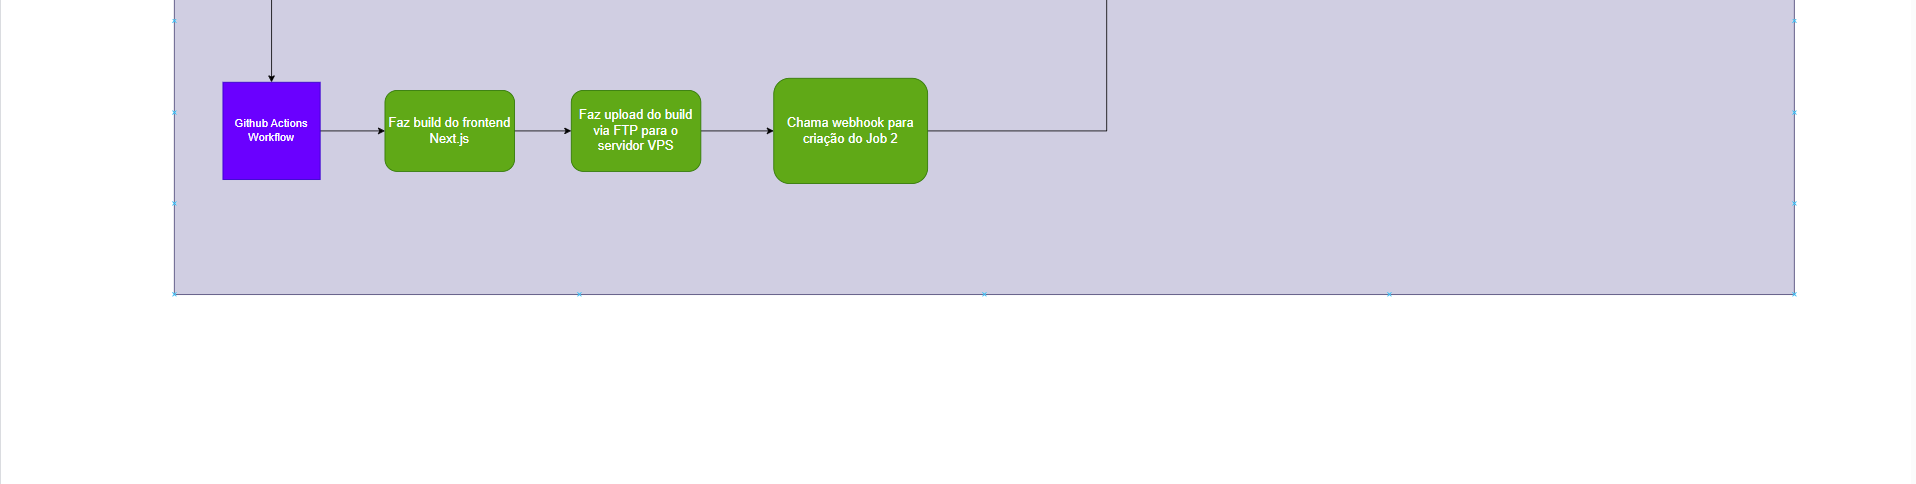 Github Actions
Workflow
Faz build do frontend
Next.js
Faz upload do build
via FTP para o
servidor VPS
Chama webhook para
criação do Job 2